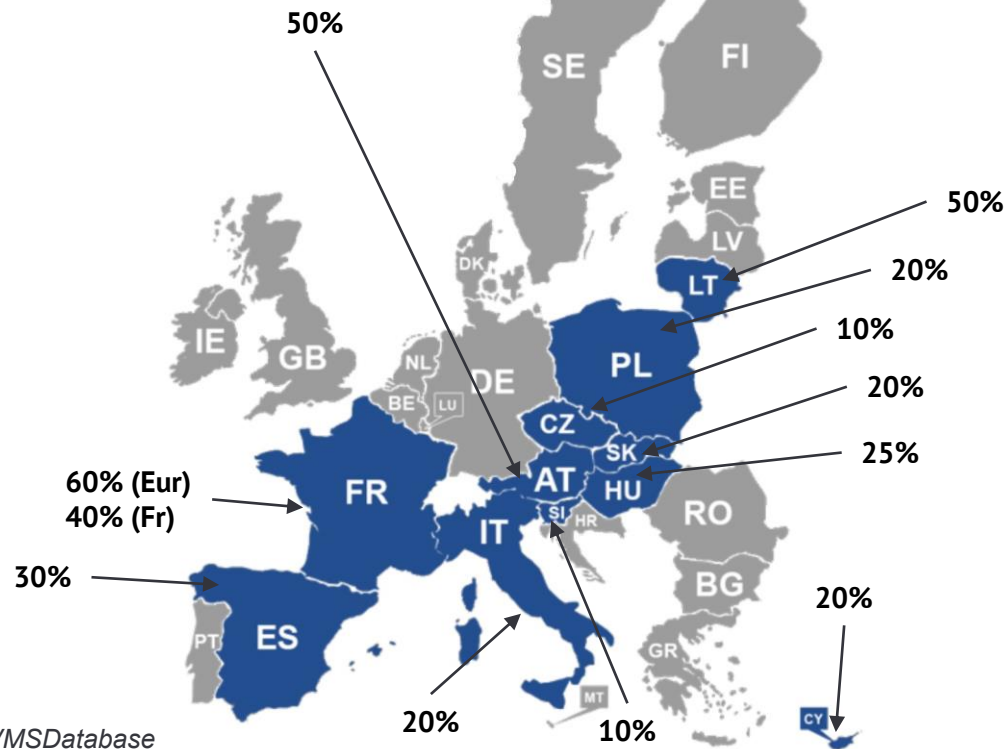 50%
SE
FI
EE
50%
LV
DK
20%
LT
IE
10%
GB
NL
PL
DE
20%
BE
LU
CZ
25%
SK
60% (Eur)
40% (Fr)
AT
FR
HU
SI
HR
RO
IT
30%
BG
20%
PT
ES
GR
MT
20%
10%
CY
/MSDatabase